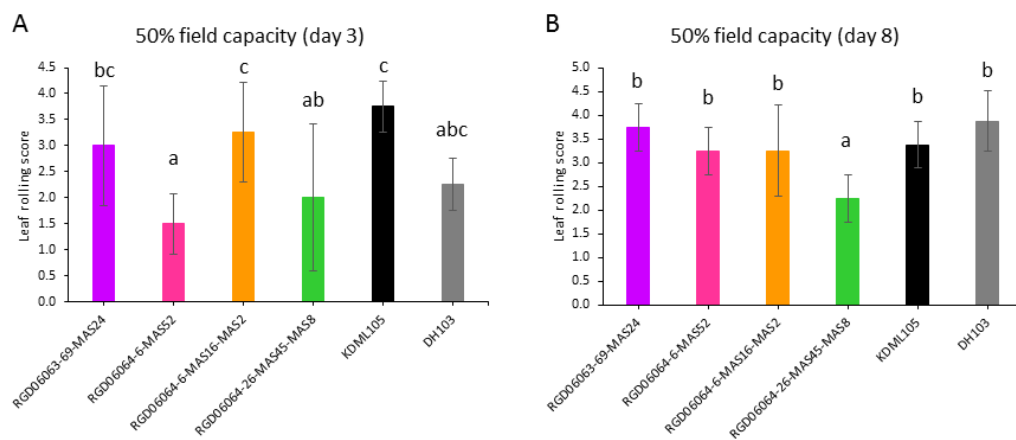 A
50% field capacity (day 3)
Leaf rolling score
4.5
4.0
3.5
3.0
2.5
2.0
1.5
1.0
0.5
0.0
bc
a
c
ab
c
abc
RGD06063-69-MAS24
RGD06064-6-MAS52
RGD06064-6-MAS16-MAS2
RGD06064-26-MAS45-MAS8
KDML105
DH103
B
50% field capacity (day 8)
Leaf rolling score
5.0
4.5
4.0
3.5
3.0
2.5
2.0
1.5
1.0
0.5
0.0
b
b
b
a
b
b
RGD06063-69-MAS24
RGD06064-6-MAS52
RGD06064-6-MAS16-MAS2
RGD06064-26-MAS45-MAS8
KDML105
DH103